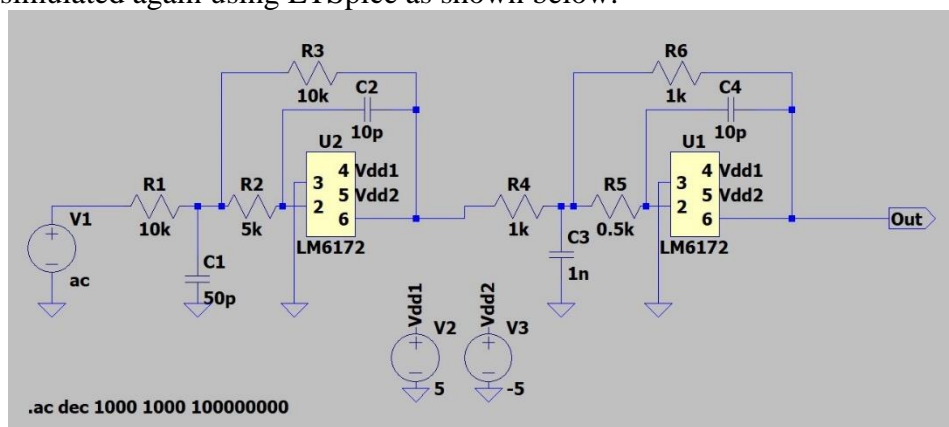 simulated again using LTSpice as shown below:
R3
10k
C2
10p
U2
4 Vdd1
3
5 Vdd2
2
6
LM6172
R1
10k
R2
5k
V1
ac
C1
50p
R6
1k
C4
10p
U1
4 Vdd1
3
5 Vdd2
2
6
LM6172
R4
1k
R5
0.5k
C3
1n
Out
Vdd1
V2
5
Vdd2
V3
-5
.ac dec 1000 1000 100000000